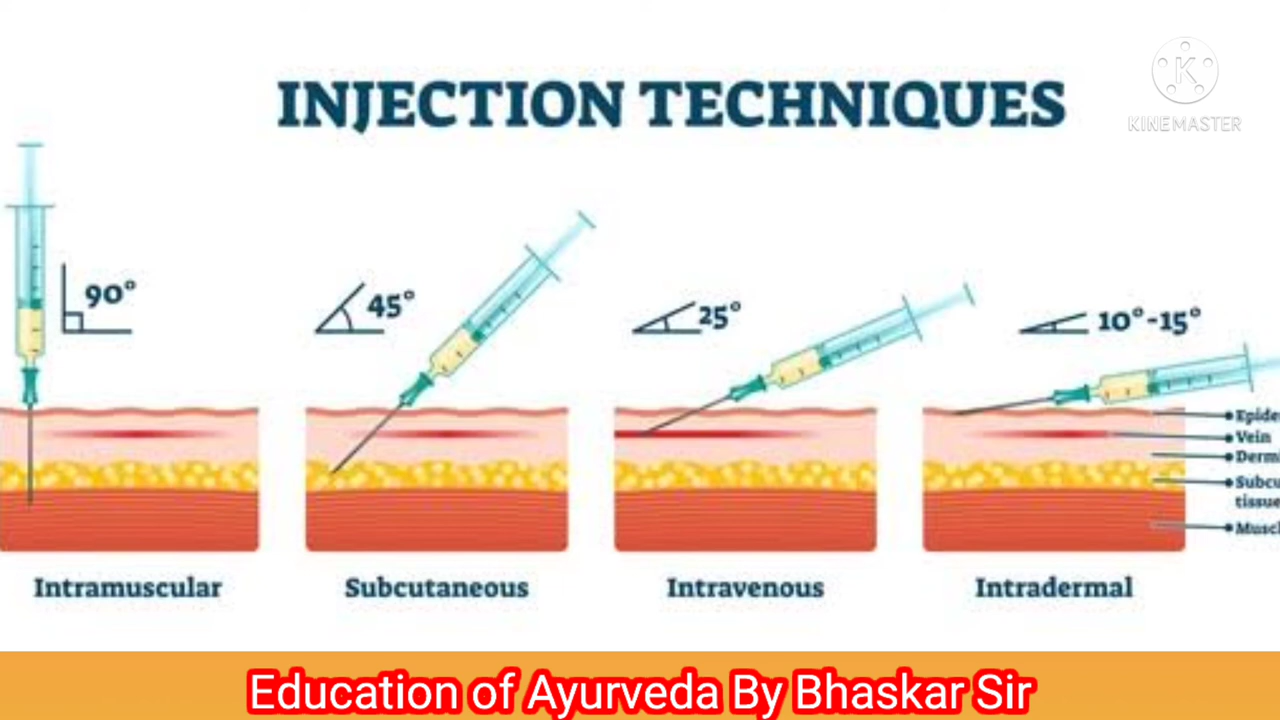 INJECTION TECHNIQUES
KINEMASTER
90°
45°
25°
10°-15°
Vein
tissue
Intramuscular
Subcutaneous
Intravenous
Intradermal
Education of Ayurveda By Bhaskar Sir